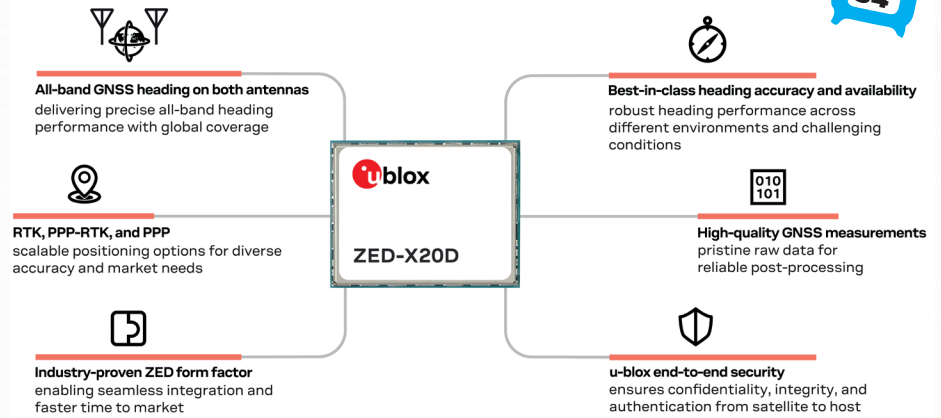 All-band GNSS heading on both antennas
delivering precise all-band heading
performance with global coverage
Best-in-class heading accuracy and availability
robust heading performance across
different environments and challenging
conditions
ublox
ZED-X20D
RTK, PPP-RTK, and PPP
scalable positioning options for diverse
accuracy and market needs
010
101
High-quality GNSS measurements
pristine raw data for
reliable post-processing
Industry-proven ZED form factor
enabling seamless integration and
faster time to market
u-blox end-to-end security
ensures confidentiality, integrity, and
authentication from satellite to host